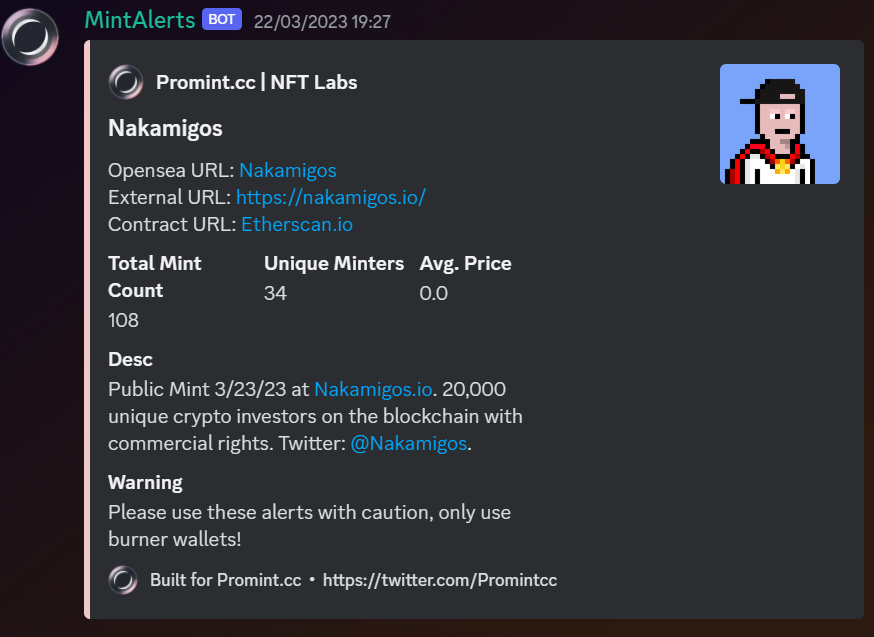 MintAlerts BOT 22/03/2023 19:27
Promint.cc | NFT Labs
Nakamigos
Opensea URL: Nakamigos
External URL: https://nakamigos.io/
Contract URL: Etherscan.io
Total Mint Count Unique Minters Avg. Price
108 34 0.0
Desc
Public Mint 3/23/23 at Nakamigos.io. 20,000
unique crypto investors on the blockchain with
commercial rights. Twitter: @Nakamigos.
Warning
Please use these alerts with caution, only use
burner wallets!
Built for Promint.cc • https://twitter.com/Promintcc